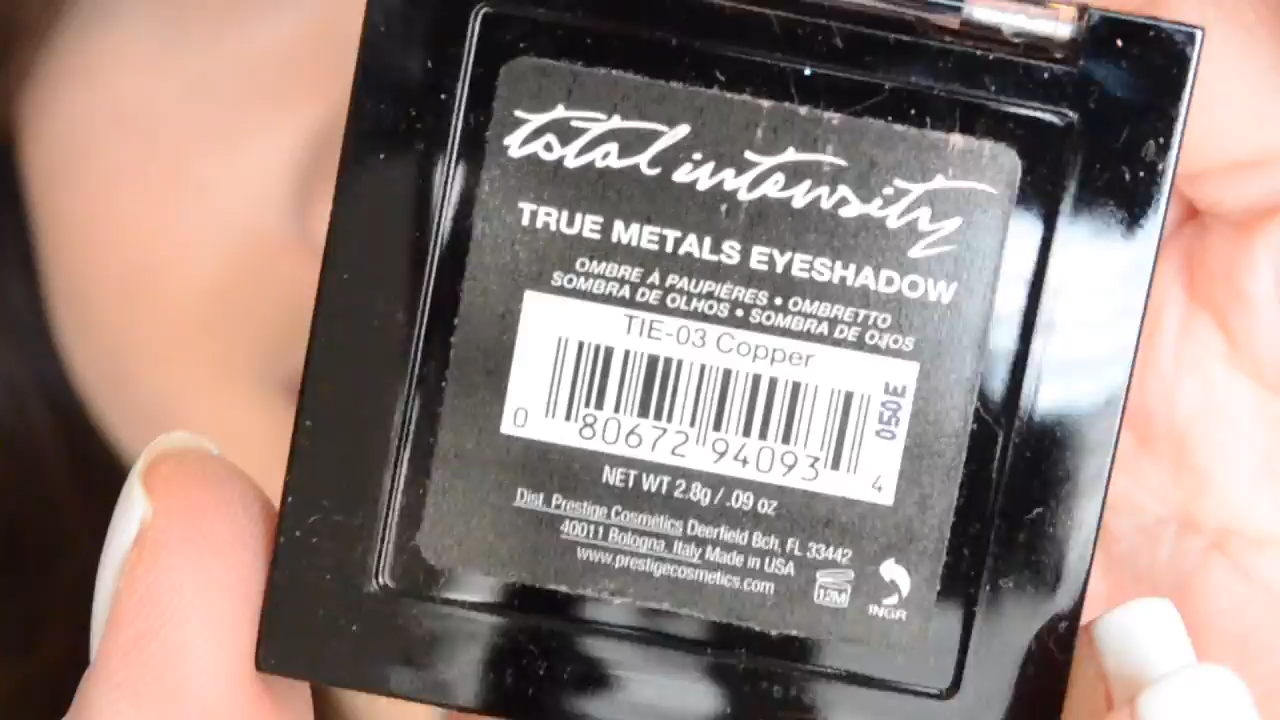 total intensity
TRUE METALS EYESHADOW
OMBRE À PAUPIÈRES • OMBRETTO
SOMBRA DE OLHOS • SOMBRA DE OJOS
TIE-03 Copper
050E
0 80672 94093 4
NET WT 2.8g / .09 oz
Dist. Prestige Cosmetics Deerfield Bch, FL 33442
40011 Bologna, Italy Made in USA
www.prestigecosmetics.com
12M
INGR